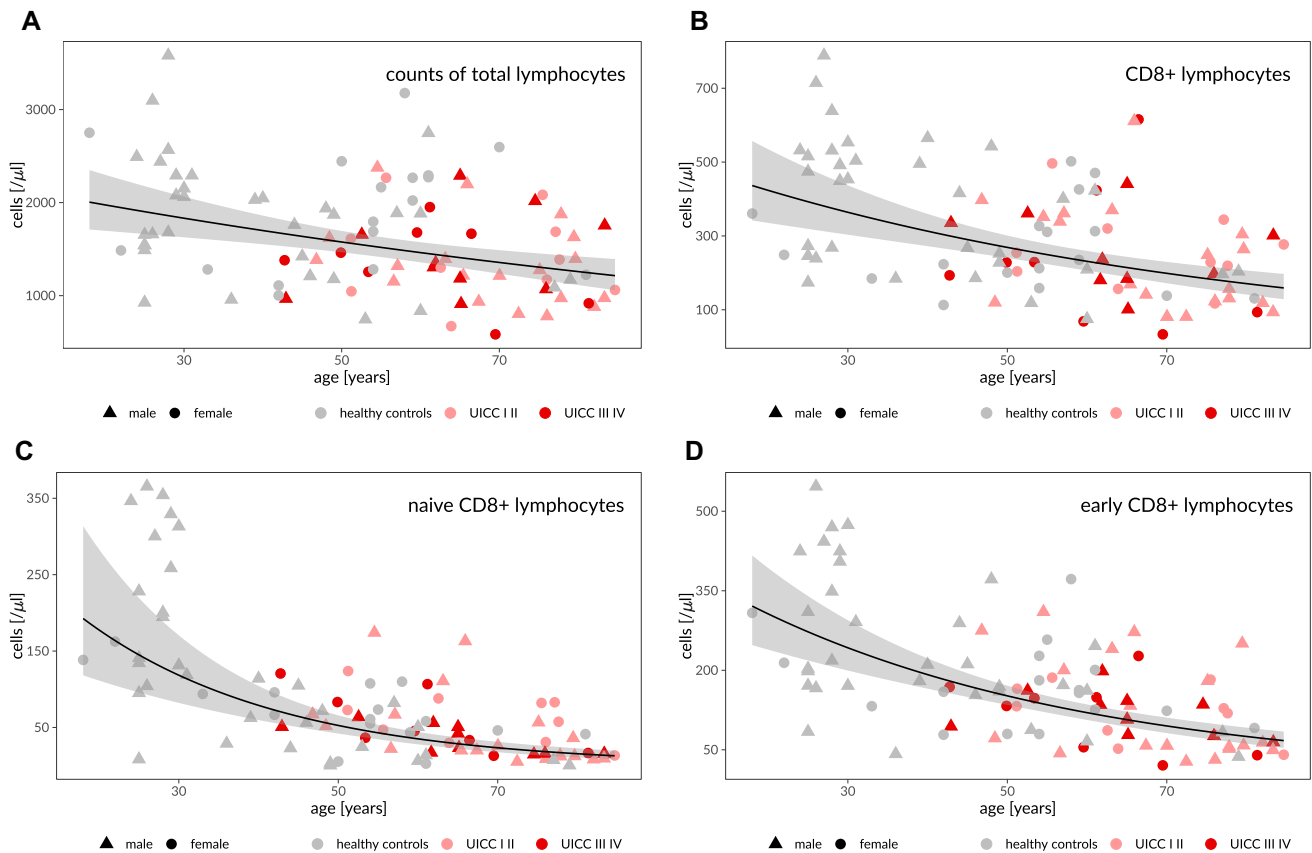 A
counts of total lymphocytes
cells [/µl]
3000
2000
1000
30 50 70
age [years]
male female healthy controls UICC I II UICC III IV
B
CD8+ lymphocytes
cells [/µl]
700
500
300
100
30 50 70
age [years]
male female healthy controls UICC I II UICC III IV
C
naive CD8+ lymphocytes
cells [/µl]
350
250
150
50
30 50 70
age [years]
male female healthy controls UICC I II UICC III IV
D
early CD8+ lymphocytes
cells [/µl]
500
350
200
50
30 50 70
age [years]
male female healthy controls UICC I II UICC III IV